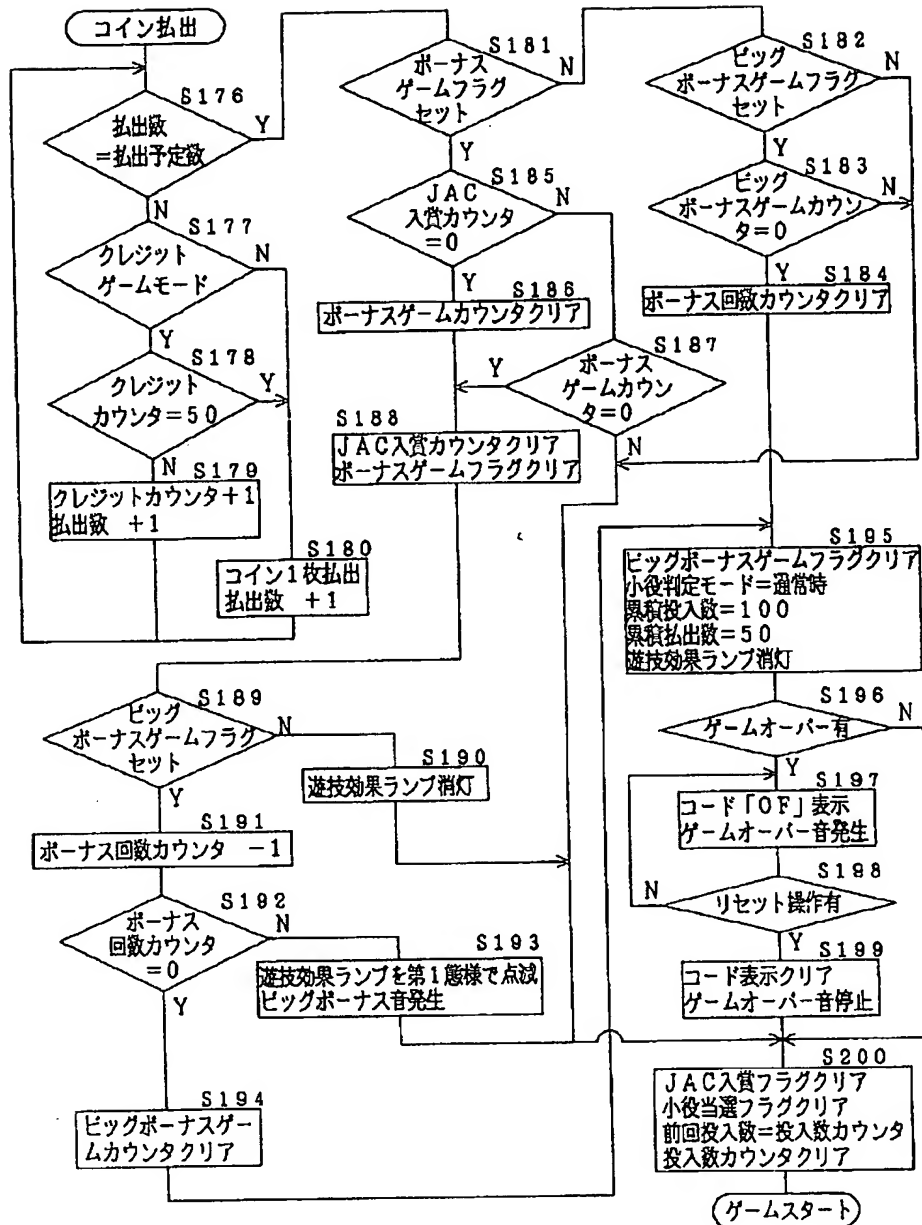 コイン払出
S176
払出数
=払出予定数
Y
N
S177
クレジット
ゲームモード
N
Y
S178
クレジット
カウンタ=50
Y
N
S179
クレジットカウンタ+1
払出数 +1
S180
コイン1枚払出
払出数 +1
S181
ボーナス
ゲームフラグ
セット
N
Y
S185
JAC
入賞カウンタ
=0
N
Y
S186
ボーナスゲームカウンタクリア
S187
ボーナス
ゲームカウン
タ=0
Y
N
S188
JAC入賞カウンタクリア
ボーナスゲームフラグクリア
S182
ビッグ
ボーナスゲームフラグ
セット
N
Y
S183
ビッグ
ボーナスゲームカウン
タ=0
N
Y
S184
ボーナス回数カウンタクリア
S189
ビッグ
ボーナスゲームフラグ
セット
N
Y
S190
遊技効果ランプ消灯
S191
ボーナス回数カウンタ -1
S192
ボーナス
回数カウンタ
=0
N
Y
S193
遊技効果ランプを第1態様で点滅
ビッグボーナス音発生
S194
ビッグボーナスゲー
ムカウンタクリア
S195
ビッグボーナスゲームフラグクリア
小役判定モード=通常時
累積投入数=100
累積払出数=50
遊技効果ランプ消灯
S196
ゲームオーバー有
N
Y
S197
コード「OF」表示
ゲームオーバー音発生
S198
リセット操作有
N
Y
S199
コード表示クリア
ゲームオーバー音停止
S200
JAC入賞フラグクリア
小役当選フラグクリア
前回投入数=投入数カウンタ
投入数カウンタクリア
ゲームスタート